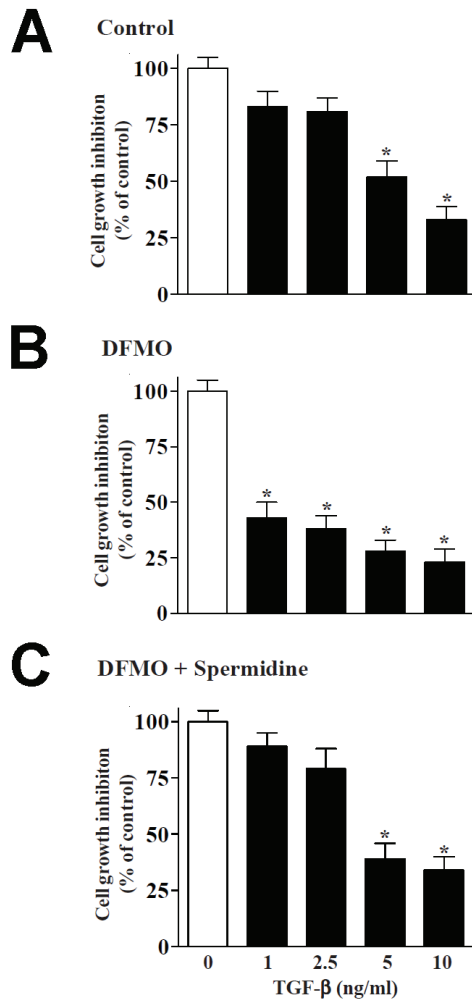 A
Control
Cell growth inhibiton
(% of control)
100
75
50
25
0
*
*
B
DFMO
Cell growth inhibiton
(% of control)
100
75
50
25
0
*
*
*
*
C
DFMO + Spermidine
Cell growth inhibiton
(% of control)
100
75
50
25
0
*
*
0 1 2.5 5 10
TGF-β (ng/ml)